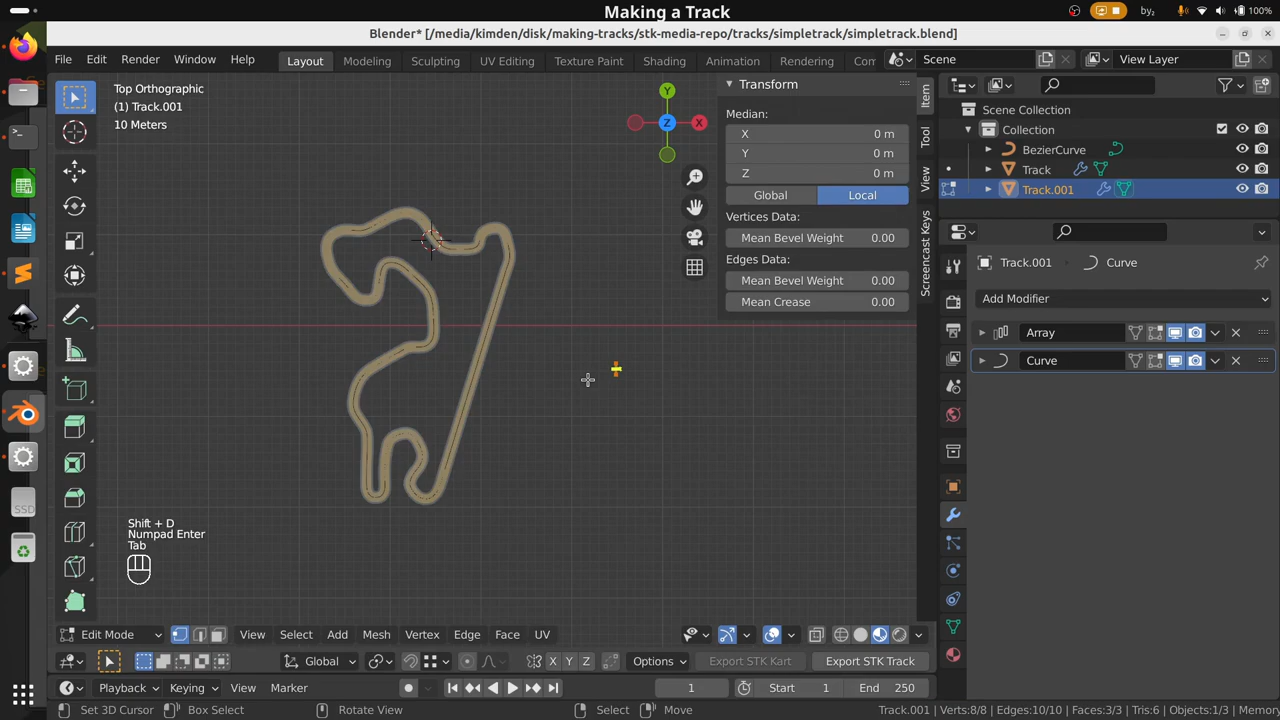 Making a Track
by₂
100%
Blender* [/media/kimden/disk/making-tracks/stk-media-repo/tracks/simpletrack/simpletrack.blend]
File Edit Render Window Help
Layout Modeling Sculpting UV Editing Texture Paint Shading Animation Rendering Com
Scene
View Layer
Top Orthographic
(1) Track.001
10 Meters
Y
X
Z
Transform
Median:
X 0 m
Y 0 m
Z 0 m
Global Local
Vertices Data:
Mean Bevel Weight 0.00
Edges Data:
Mean Bevel Weight 0.00
Mean Crease 0.00
Item
Tool
View
Screencast Keys
Scene Collection
Collection
BezierCurve
Track
Track.001
Track.001 Curve
Add Modifier
Array
Curve
SSD
Shift + D
Numpad Enter
Tab
Edit Mode View Select Add Mesh Vertex Edge Face UV
Global X Y Z Options Export STK Kart Export STK Track
Playback Keying View Marker 1 Start 1 End 250
Set 3D Cursor Box Select Rotate View Select Move Track.001 | Verts:8/8 | Edges:10/10 | Faces:3/3 | Tris:6 | Objects:1/3 | Memory